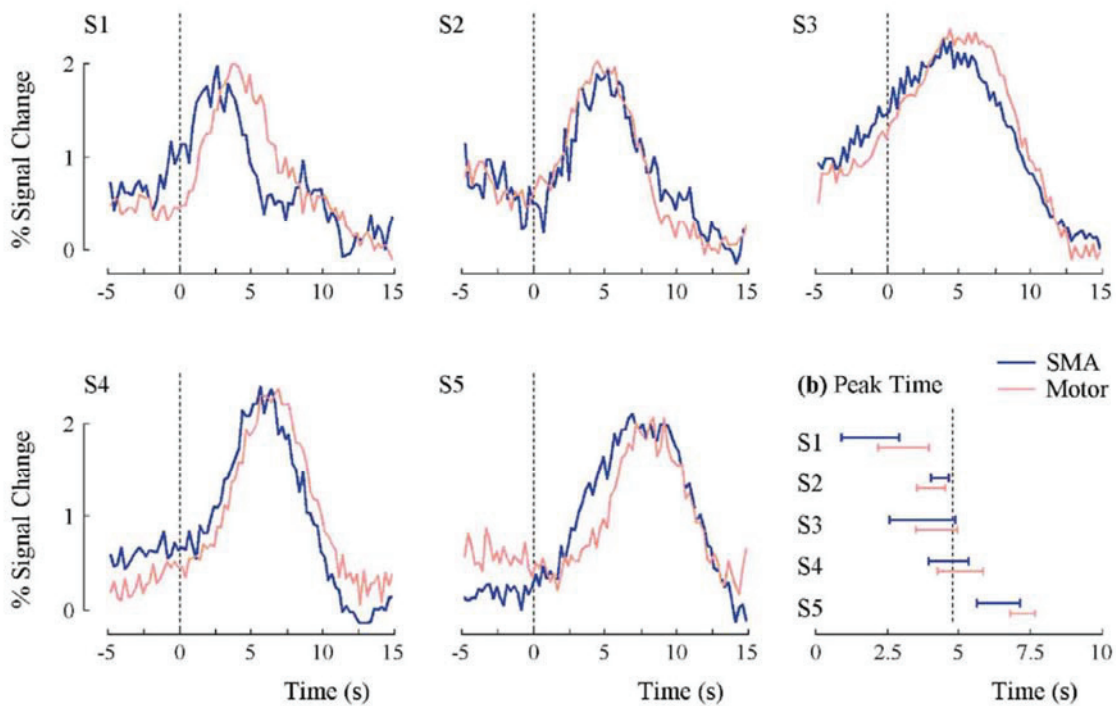 S1
S2
S3
% Signal Change
2
1
0
-5 0 5 10 15
-5 0 5 10 15
-5 0 5 10 15
S4
S5
SMA
Motor
(b) Peak Time
% Signal Change
2
1
0
S1
S2
S3
S4
S5
-5 0 5 10 15
-5 0 5 10 15
0 2.5 5 7.5 10
Time (s)
Time (s)
Time (s)